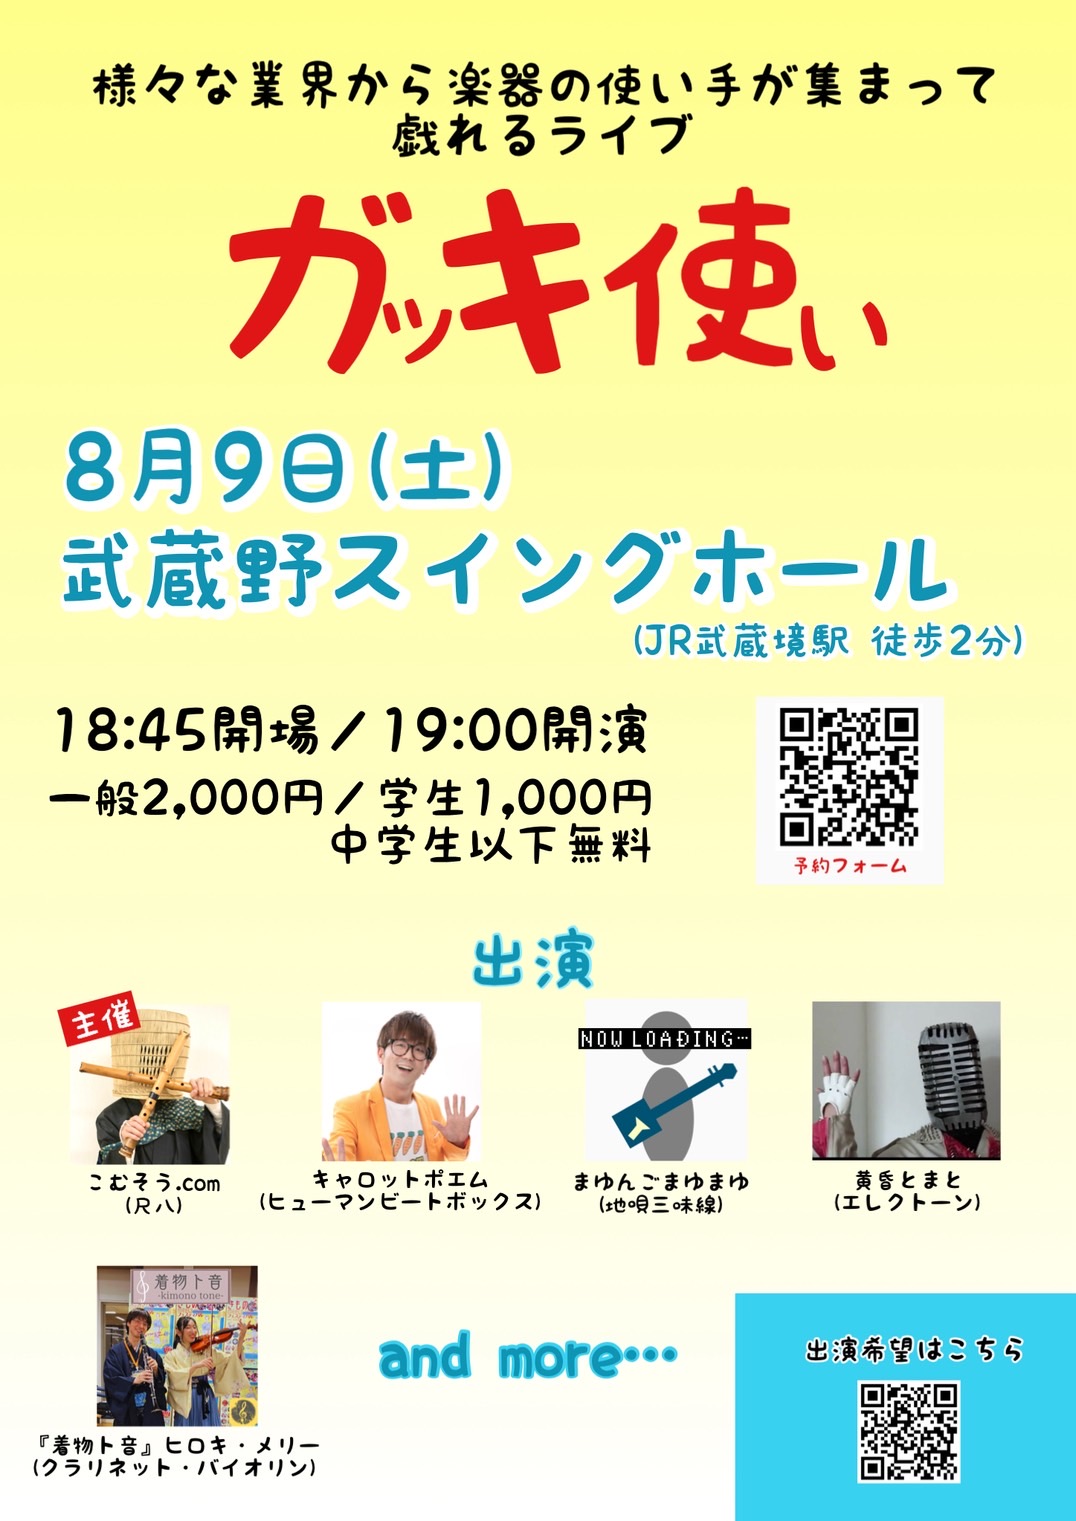 様々な業界から楽器の使い手が集まって
戯れるライブ
ガッキ使い
8月9日(土)
武蔵野スイングホール
(JR武蔵境駅 徒歩2分)
18:45開場/19:00開演
一般2,000円/学生1,000円
中学生以下無料
予約フォーム
出演
主催
こむそう.com
(尺八)
キャロットポエム
(ヒューマンビートボックス)
NOW LOADING…
まゆんごまゆまゆ
(地唄三味線)
黄昏とまと
(エレクトーン)
着物ト音
-kimono tone-
『着物ト音』ヒロキ・メリー
(クラリネット・バイオリン)
and more…
出演希望はこちら